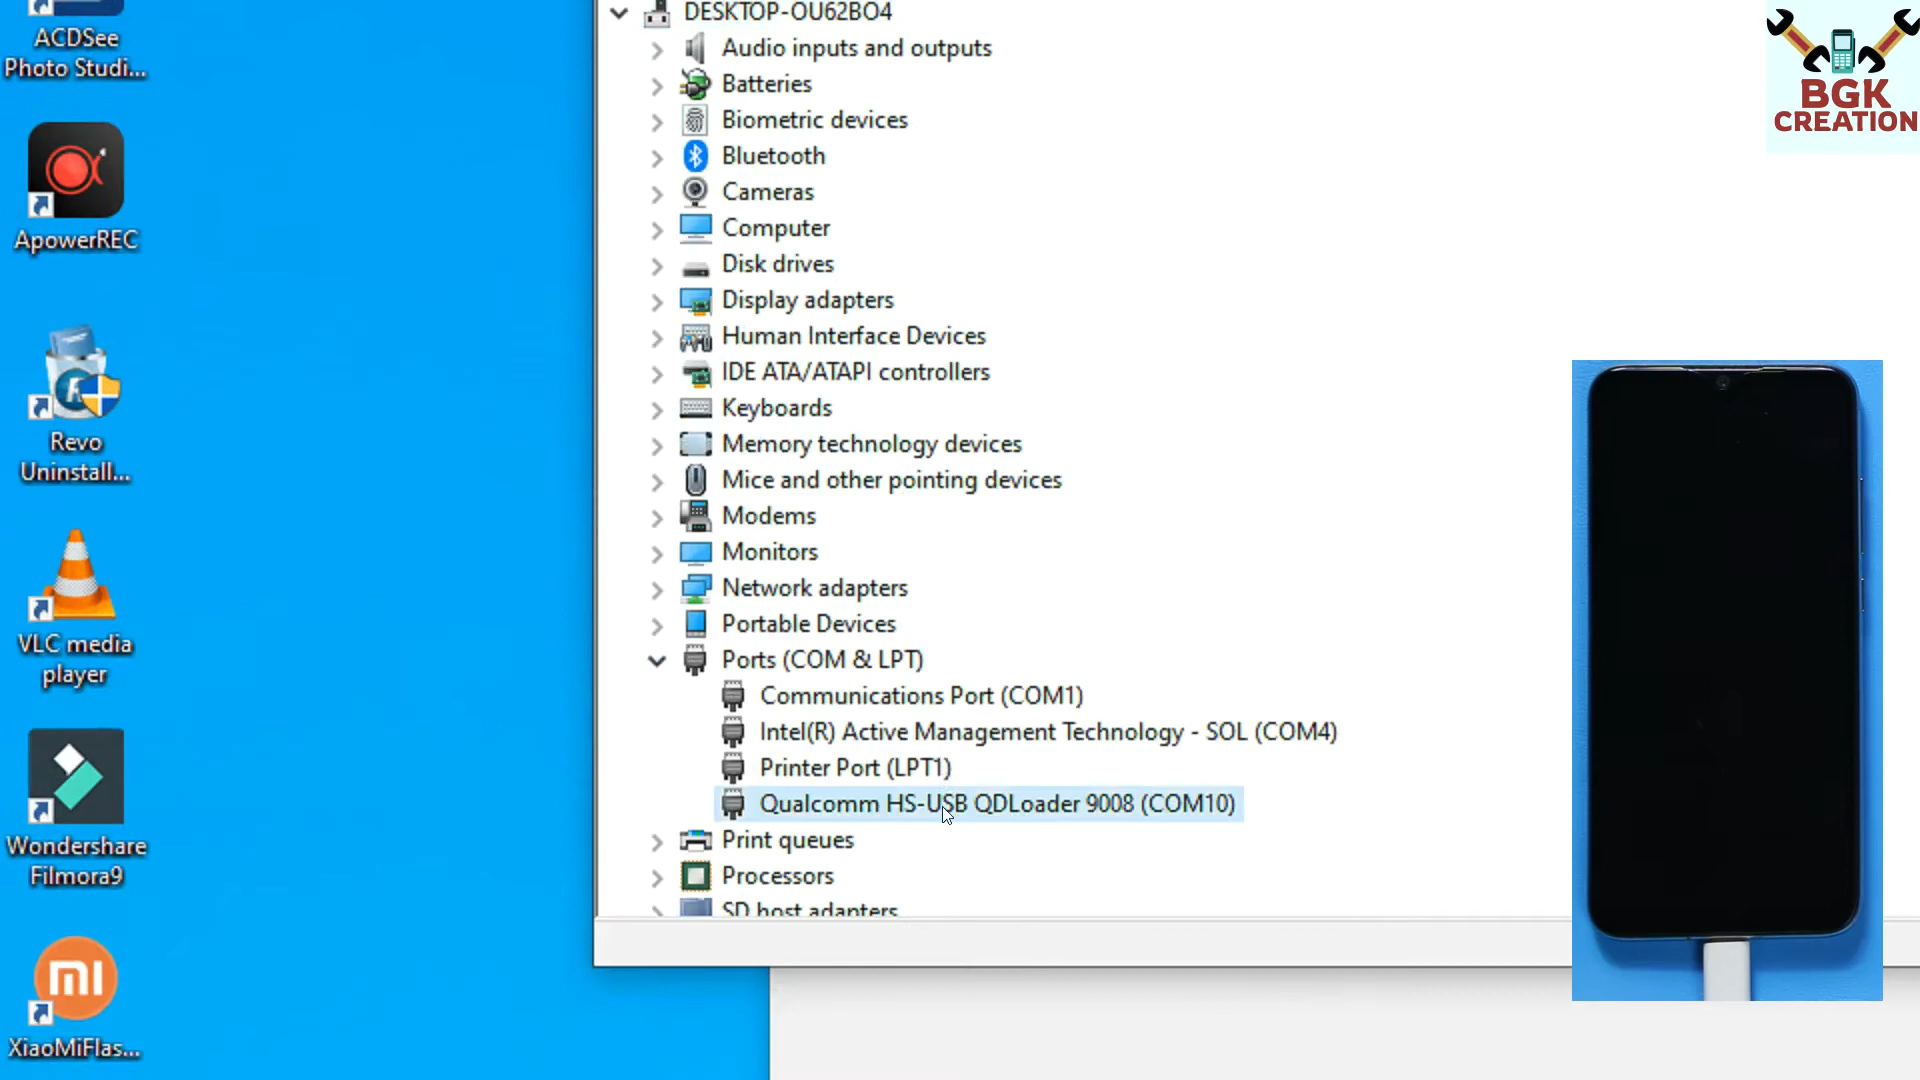 ACDSee
Photo Studi...
ApowerREC
Revo
Uninstall...
VLC media
player
Wondershare
Filmora9
mi
XiaoMiFlas...
DESKTOP-OU62BO4
Audio inputs and outputs
Batteries
Biometric devices
Bluetooth
Cameras
Computer
Disk drives
Display adapters
Human Interface Devices
IDE ATA/ATAPI controllers
Keyboards
Memory technology devices
Mice and other pointing devices
Modems
Monitors
Network adapters
Portable Devices
Ports (COM & LPT)
Communications Port (COM1)
Intel(R) Active Management Technology - SOL (COM4)
Printer Port (LPT1)
Qualcomm HS-USB QDLoader 9008 (COM10)
Print queues
Processors
SD host adapters
BGK
CREATION